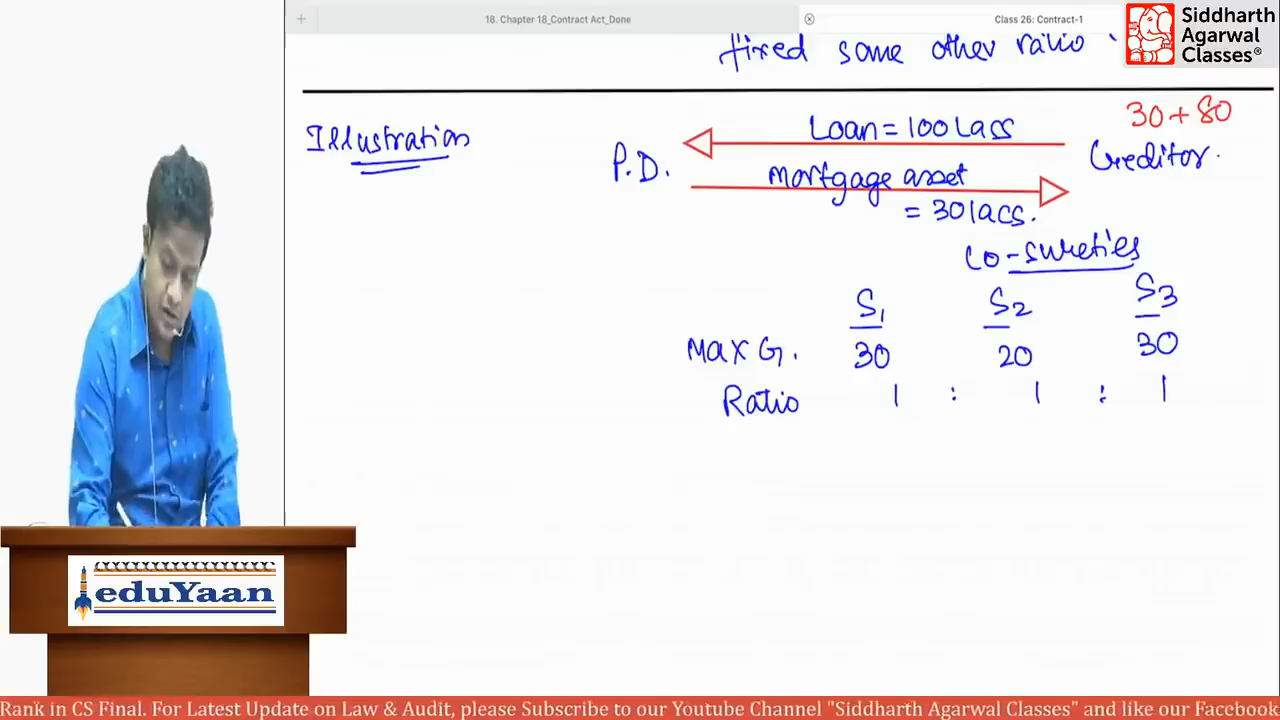 18. Chapter 18_Contract Act_Done
Class 26: Contract-1
Siddharth
Agarwal
Classes®
fixed some other ratio.
Illustration
P.D.
Loan = 100 Lacs
mortgage asset
= 30 lacs.
30 + 80
Creditor.
Co-sureties
S1 S2 S3
Max G. 30 20 30
Ratio 1 : 1 : 1
eduYaan
Rank in CS Final. For Latest Update on Law & Audit, please Subscribe to our Youtube Channel "Siddharth Agarwal Classes" and like our Facebook